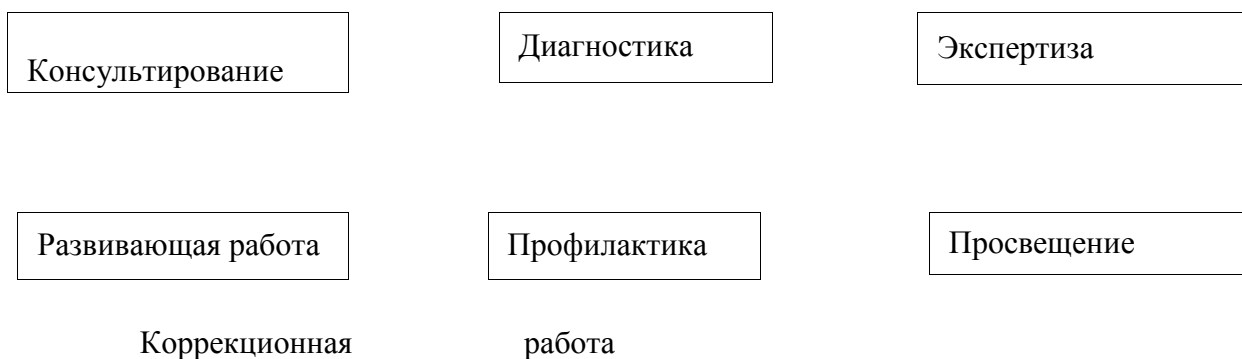 Консультирование
Диагностика
Экспертиза
Развивающая работа
Профилактика
Просвещение
Коррекционная работа